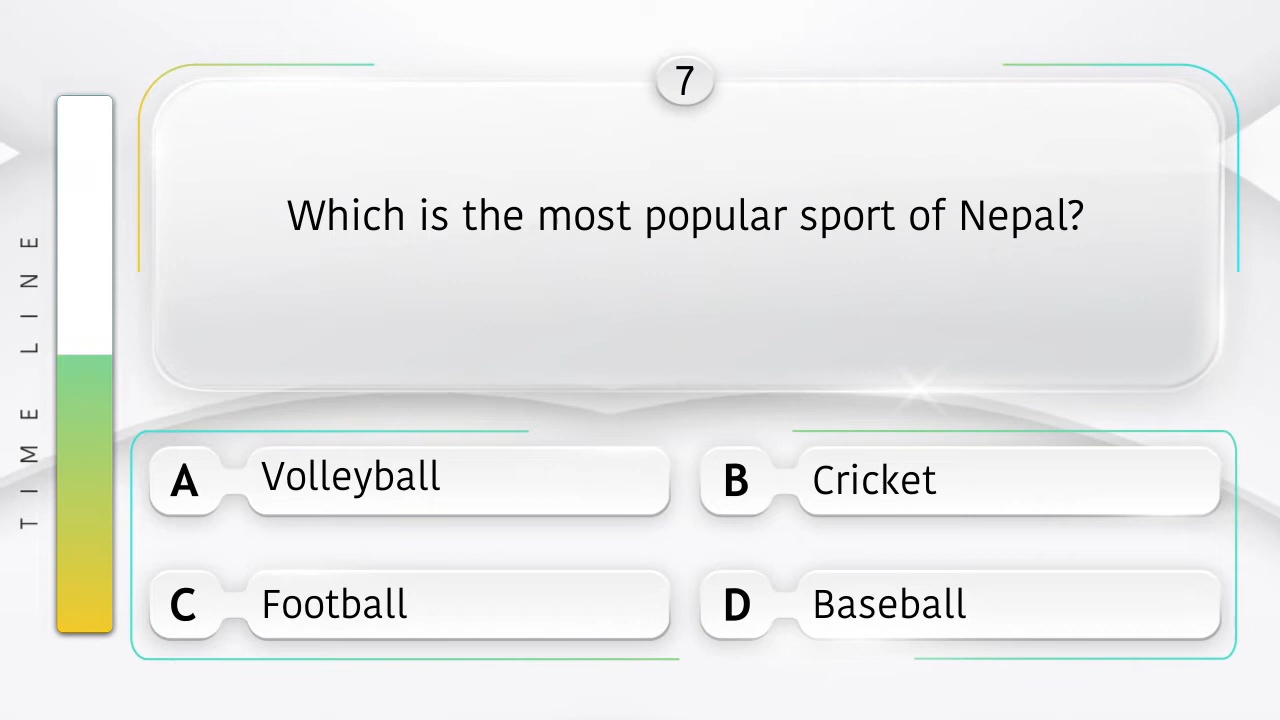 7
Which is the most popular sport of Nepal?
TIME LINE
A Volleyball
B Cricket
C Football
D Baseball